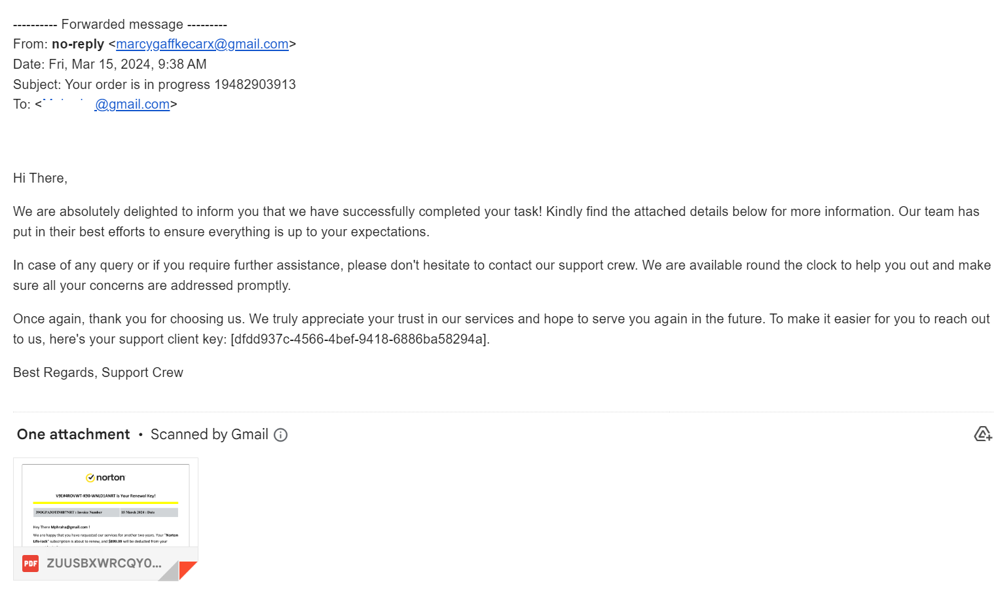 ---------- Forwarded message ---------
From: no-reply <marcygaffkecarx@gmail.com>
Date: Fri, Mar 15, 2024, 9:38 AM
Subject: Your order is in progress 19482903913
To: < @gmail.com>
Hi There,
We are absolutely delighted to inform you that we have successfully completed your task! Kindly find the attached details below for more information. Our team has
put in their best efforts to ensure everything is up to your expectations.
In case of any query or if you require further assistance, please don't hesitate to contact our support crew. We are available round the clock to help you out and make
sure all your concerns are addressed promptly.
Once again, thank you for choosing us. We truly appreciate your trust in our services and hope to serve you again in the future. To make it easier for you to reach out
to us, here's your support client key: [dfdd937c-4566-4bef-9418-6886ba58294a].
Best Regards, Support Crew
One attachment • Scanned by Gmail
norton
V9E#4ROVWT-K90-WNLD1ANRT is Your Renewal Key!
39OGPA3OTIN8B7NRT : Invoice Number 15 March 2024 : Date
Hey There Mphraha@gmail.com !
We are happy that you have requested our services for another two years. Your "Norton
Life-lock" subscription is about to renew, and $899.99 will be deducted from your
PDF ZUUSBXWRCQY0...